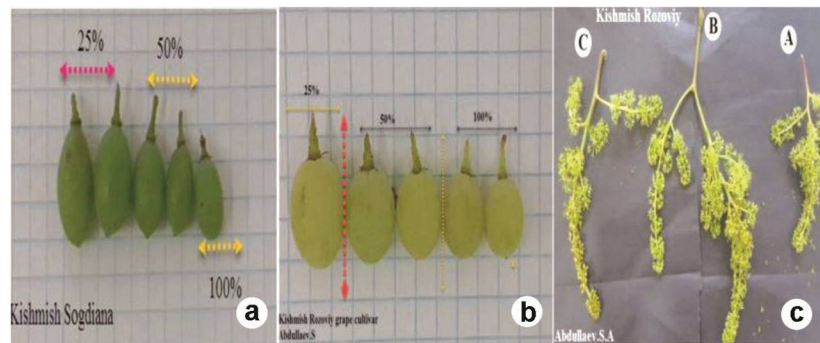 25%
50%
100%
Kishmish Sogdiana
a
25%
50%
100%
Kishmish Rozoviy grape cultivar
Abdullaev.S
b
Kishmish Rozoviy
C
B
A
Abdullaev.S.A
c